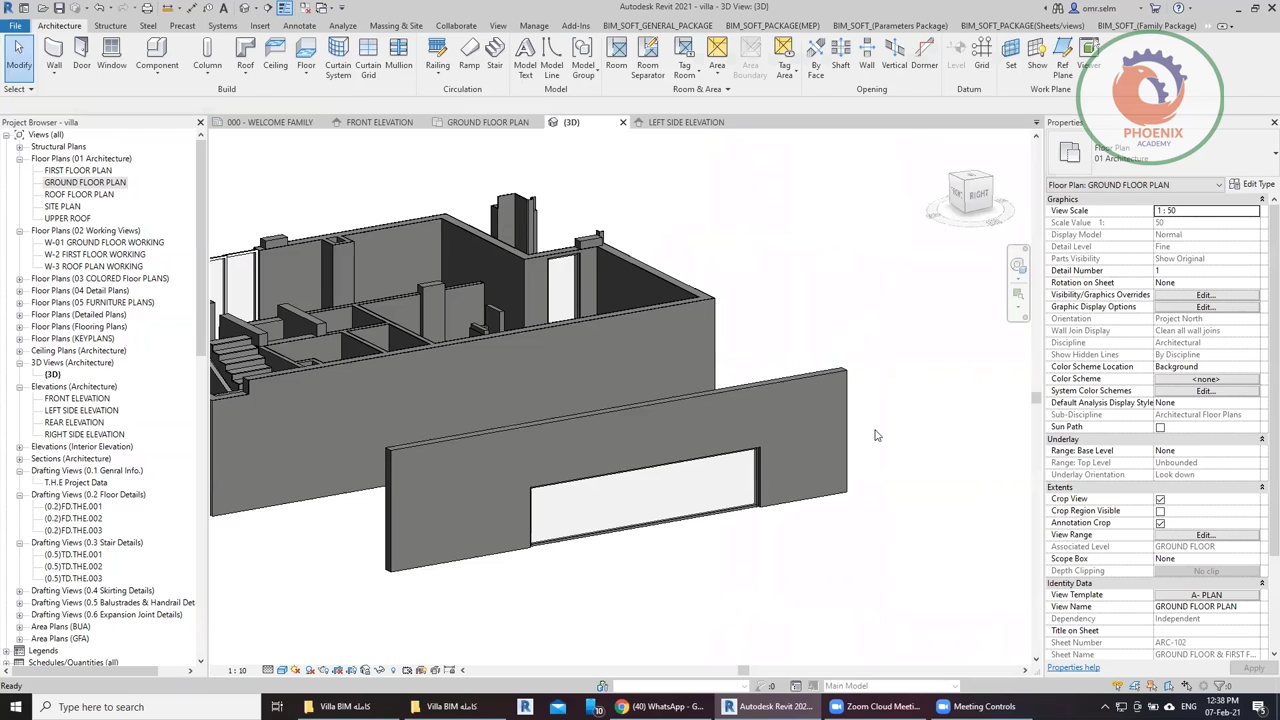 Autodesk Revit 2021 - villa - 3D View: {3D}
omr.selm
File Architecture Structure Steel Precast Systems Insert Annotate Analyze Massing & Site Collaborate View Manage Add-Ins BIM_SOFT_GENERAL_PACKAGE BIM_SOFT_PACKAGE(MEP) BIM_SOFT_(Parameters Package) BIM_SOFT_PACKAGE(Sheets/views) BIM_SOFT_(Family Package)
Modify Wall Door Window Component Column Roof Ceiling Floor Curtain System Curtain Grid Mullion Railing Ramp Stair Model Text Model Line Model Group Room Room Separator Tag Room Area Area Boundary Tag Area By Face Shaft Wall Vertical Dormer Level Grid Set Show Ref Plane Viewer
Select Build Circulation Model Room & Area Opening Datum Work Plane
PHOENIX
ACADEMY
Project Browser - villa
000 - WELCOME FAMILY FRONT ELEVATION GROUND FLOOR PLAN {3D} LEFT SIDE ELEVATION
Properties
Views (all)
Structural Plans
Floor Plans (01 Architecture)
FIRST FLOOR PLAN
GROUND FLOOR PLAN
ROOF FLOOR PLAN
SITE PLAN
UPPER ROOF
Floor Plans (02 Working Views)
W-01 GROUND FLOOR WORKING
W-2 FIRST FLOOR WORKING
W-3 ROOF PLAN WORKING
Floor Plans (03 COLORED Floor PLANS)
Floor Plans (04 Detail Plans)
Floor Plans (05 FURNITURE PLANS)
Floor Plans (Detailed Plans)
Floor Plans (Flooring Plans)
Floor Plans (KEYPLANS)
Ceiling Plans (Architecture)
3D Views (Architecture)
{3D}
Elevations (Architecture)
FRONT ELEVATION
LEFT SIDE ELEVATION
REAR ELEVATION
RIGHT SIDE ELEVATION
Elevations (Interior Elevation)
Sections (Architecture)
Drafting Views (0.1 Genral Info.)
T.H.E Project Data
Drafting Views (0.2 Floor Details)
(0.2)FD.THE.001
(0.2)FD.THE.002
(0.2)FD.THE.003
Drafting Views (0.3 Stair Details)
(0.5)TD.THE.001
(0.5)TD.THE.002
(0.5)TD.THE.003
Drafting Views (0.4 Skirting Details)
Drafting Views (0.5 Balustrades & Handrail Det
Drafting Views (0.6 Expansion Joint Details)
Area Plans (BUA)
Area Plans (GFA)
Legends
Schedules/Quantities (all)
RIGHT
Floor Plan
01 Architecture
Floor Plan: GROUND FLOOR PLAN Edit Type
Graphics
View Scale 1 : 50
Scale Value 1: 50
Display Model Normal
Detail Level Fine
Parts Visibility Show Original
Detail Number 1
Rotation on Sheet None
Visibility/Graphics Overrides Edit...
Graphic Display Options Edit...
Orientation Project North
Wall Join Display Clean all wall joins
Discipline Architectural
Show Hidden Lines By Discipline
Color Scheme Location Background
Color Scheme <none>
System Color Schemes Edit...
Default Analysis Display Style None
Sub-Discipline Architectural Floor Plans
Sun Path
Underlay
Range: Base Level None
Range: Top Level Unbounded
Underlay Orientation Look down
Extents
Crop View
Crop Region Visible
Annotation Crop
View Range Edit...
Associated Level GROUND FLOOR
Scope Box None
Depth Clipping No clip
Identity Data
View Template A- PLAN
View Name GROUND FLOOR PLAN
Dependency Independent
Title on Sheet
Sheet Number ARC-102
Sheet Name GROUND FLOOR & FIRST F...
Properties help Apply
1 : 10
Ready :0 Main Model :0
Type here to search Villa BIM كاملة Villa BIM كاملة 10 (40) WhatsApp - G... Autodesk Revit 202... Zoom Cloud Meeti... Meeting Controls ENG 12:38 PM
07-Feb-21